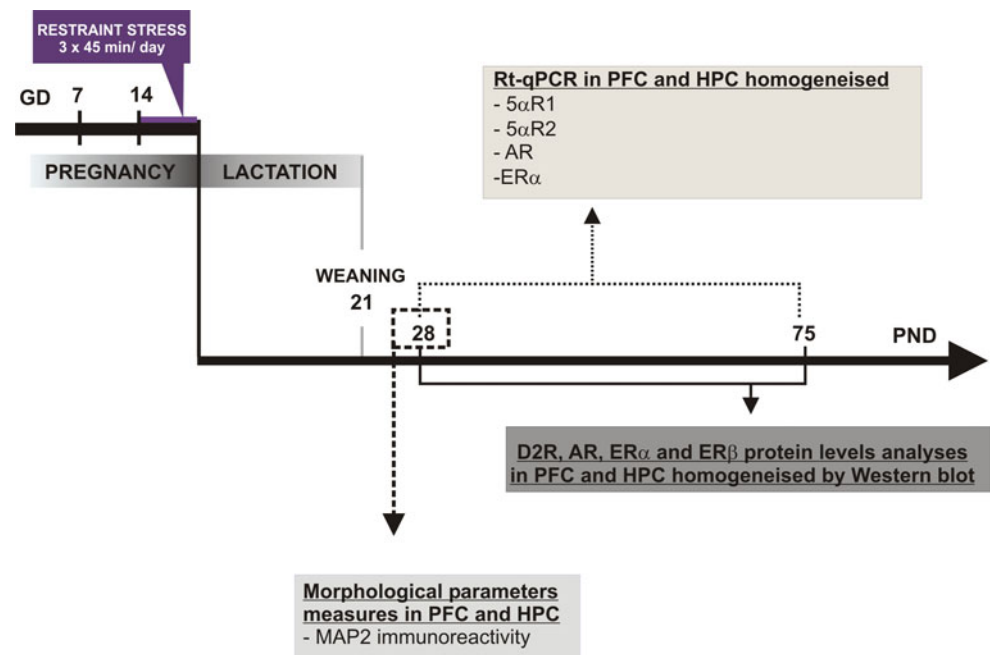 RESTRAINT STRESS
3 x 45 min/ day
GD 7 14
PREGNANCY LACTATION
Rt-qPCR in PFC and HPC homogeneised
- 5αR1
- 5αR2
- AR
-ERα
WEANING
21
28
75
PND
D2R, AR, ERα and ERβ protein levels analyses
in PFC and HPC homogeneised by Western blot
Morphological parameters
measures in PFC and HPC
- MAP2 immunoreactivity